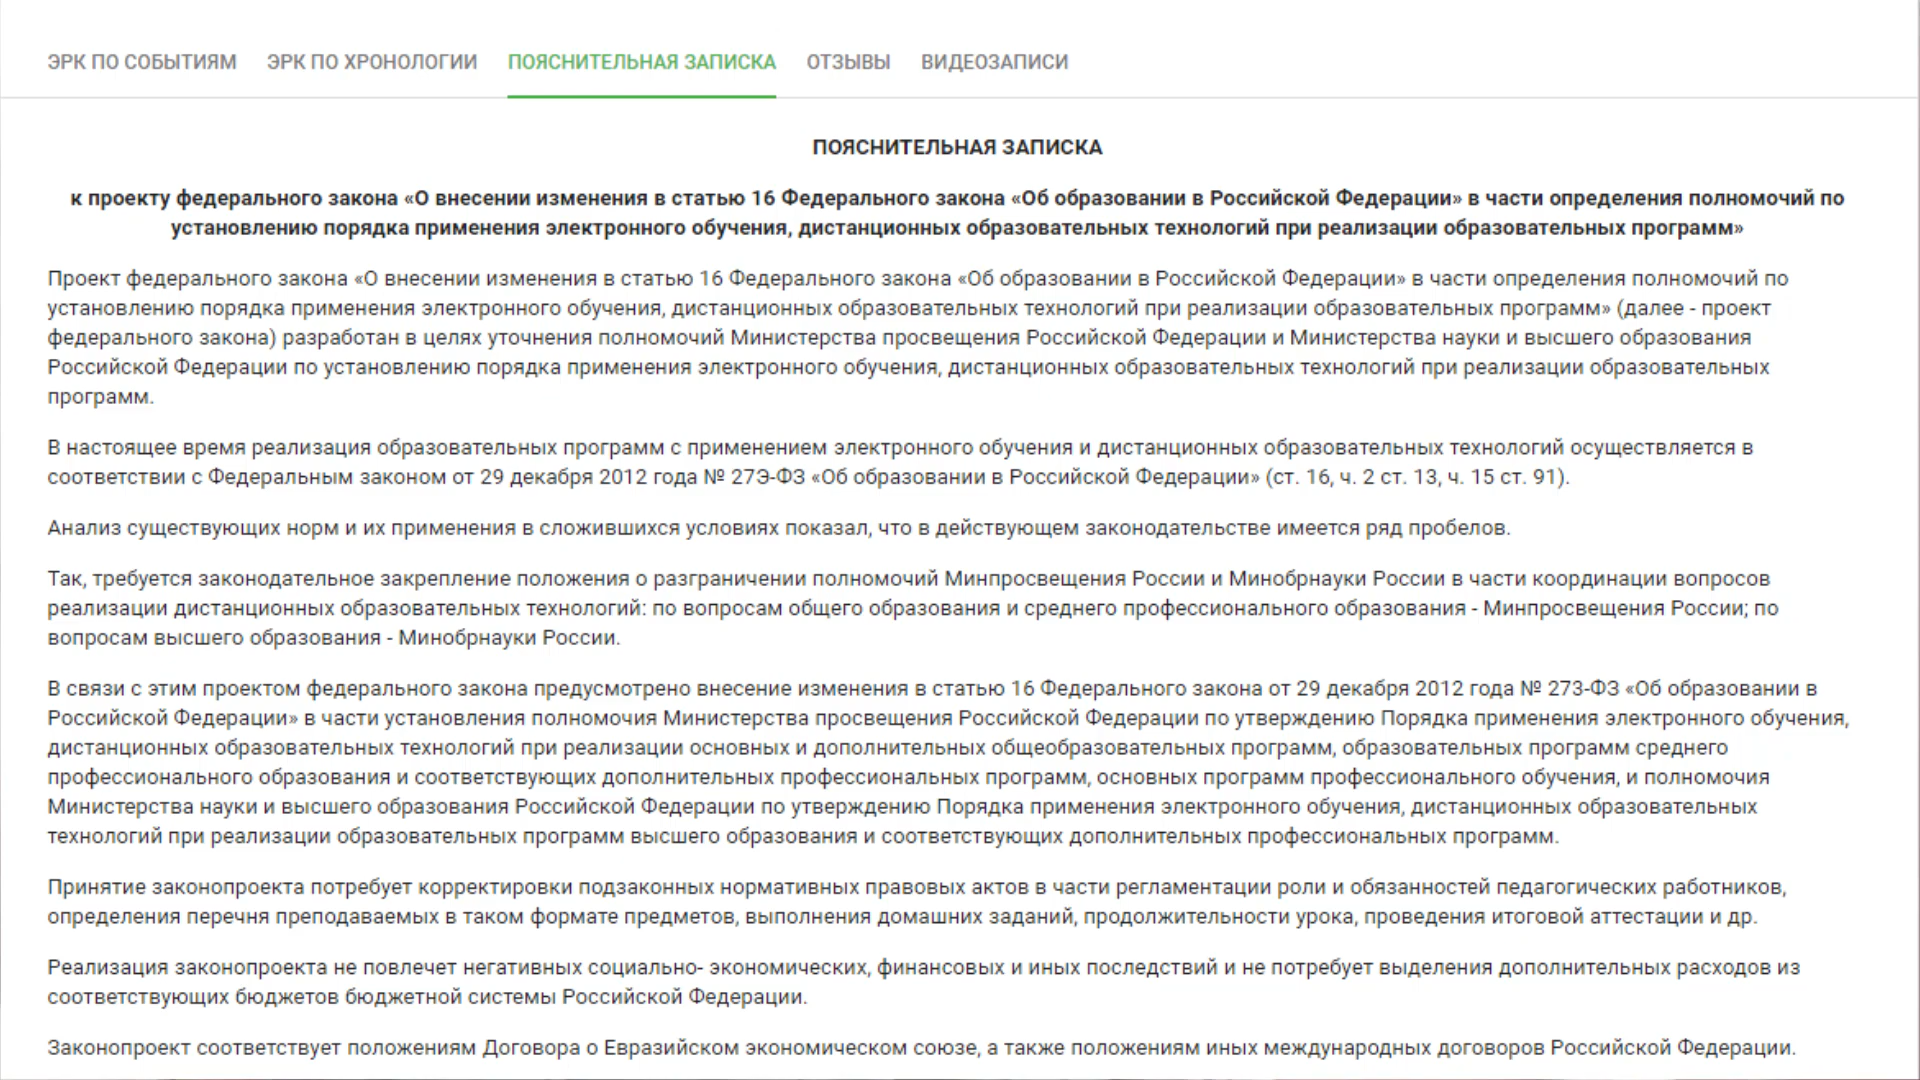 ЭРК ПО СОБЫТИЯМ ЭРК ПО ХРОНОЛОГИИ ПОЯСНИТЕЛЬНАЯ ЗАПИСКА ОТЗЫВЫ ВИДЕОЗАПИСИ
ПОЯСНИТЕЛЬНАЯ ЗАПИСКА
к проекту федерального закона «О внесении изменения в статью 16 Федерального закона «Об образовании в Российской Федерации» в части определения полномочий по
установлению порядка применения электронного обучения, дистанционных образовательных технологий при реализации образовательных программ»
Проект федерального закона «О внесении изменения в статью 16 Федерального закона «Об образовании в Российской Федерации» в части определения полномочий по
установлению порядка применения электронного обучения, дистанционных образовательных технологий при реализации образовательных программ» (далее - проект
федерального закона) разработан в целях уточнения полномочий Министерства просвещения Российской Федерации и Министерства науки и высшего образования
Российской Федерации по установлению порядка применения электронного обучения, дистанционных образовательных технологий при реализации образовательных
программ.
В настоящее время реализация образовательных программ с применением электронного обучения и дистанционных образовательных технологий осуществляется в
соответствии с Федеральным законом от 29 декабря 2012 года № 27Э-ФЗ «Об образовании в Российской Федерации» (ст. 16, ч. 2 ст. 13, ч. 15 ст. 91).
Анализ существующих норм и их применения в сложившихся условиях показал, что в действующем законодательстве имеется ряд пробелов.
Так, требуется законодательное закрепление положения о разграничении полномочий Минпросвещения России и Минобрнауки России в части координации вопросов
реализации дистанционных образовательных технологий: по вопросам общего образования и среднего профессионального образования - Минпросвещения России; по
вопросам высшего образования - Минобрнауки России.
В связи с этим проектом федерального закона предусмотрено внесение изменения в статью 16 Федерального закона от 29 декабря 2012 года № 273-ФЗ «Об образовании в
Российской Федерации» в части установления полномочия Министерства просвещения Российской Федерации по утверждению Порядка применения электронного обучения,
дистанционных образовательных технологий при реализации основных и дополнительных общеобразовательных программ, образовательных программ среднего
профессионального образования и соответствующих дополнительных профессиональных программ, основных программ профессионального обучения, и полномочия
Министерства науки и высшего образования Российской Федерации по утверждению Порядка применения электронного обучения, дистанционных образовательных
технологий при реализации образовательных программ высшего образования и соответствующих дополнительных профессиональных программ.
Принятие законопроекта потребует корректировки подзаконных нормативных правовых актов в части регламентации роли и обязанностей педагогических работников,
определения перечня преподаваемых в таком формате предметов, выполнения домашних заданий, продолжительности урока, проведения итоговой аттестации и др.
Реализация законопроекта не повлечет негативных социально- экономических, финансовых и иных последствий и не потребует выделения дополнительных расходов из
соответствующих бюджетов бюджетной системы Российской Федерации.
Законопроект соответствует положениям Договора о Евразийском экономическом союзе, а также положениям иных международных договоров Российской Федерации.